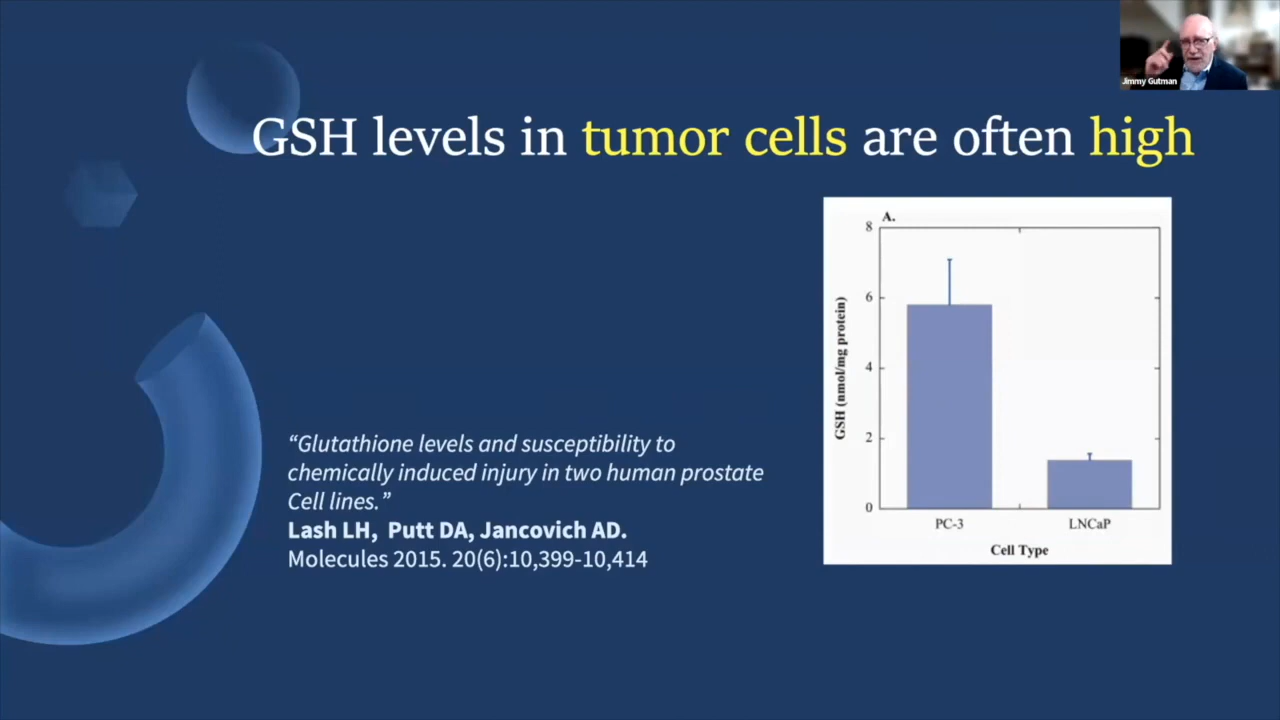 Jimmy Gutman
GSH levels in tumor cells are often high
“Glutathione levels and susceptibility to
chemically induced injury in two human prostate
Cell lines.”
Lash LH, Putt DA, Jancovich AD.
Molecules 2015. 20(6):10,399-10,414
A.
8
6
4
2
0
GSH (nmol/mg protein)
PC-3
LNCaP
Cell Type